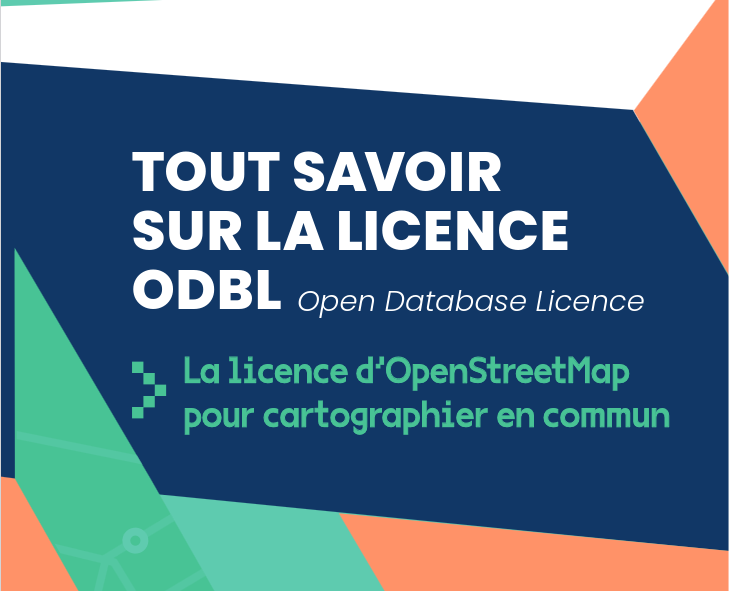 TOUT SAVOIR
SUR LA LICENCE
ODBL Open Database Licence
La licence d'OpenStreetMap
pour cartographier en commun